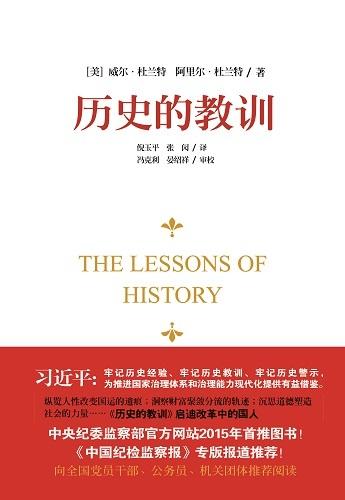 [美] 威尔·杜兰特 阿里尔·杜兰特/著
历史的教训
倪玉平 张 闶/译
冯克利 晏绍祥/审校
THE LESSONS OF
HISTORY
习近平：牢记历史经验、牢记历史教训、牢记历史警示，
为推进国家治理体系和治理能力现代化提供有益借鉴。
纵览人性改变国运的遗痕；洞察财富聚敛分流的轨迹；沉思道德塑造
社会的力量……《历史的教训》启迪改革中的国人
中央纪委监察部官方网站2015年首推图书！
《中国纪检监察报》专版报道推荐！
向全国党员干部、公务员、机关团体推荐阅读